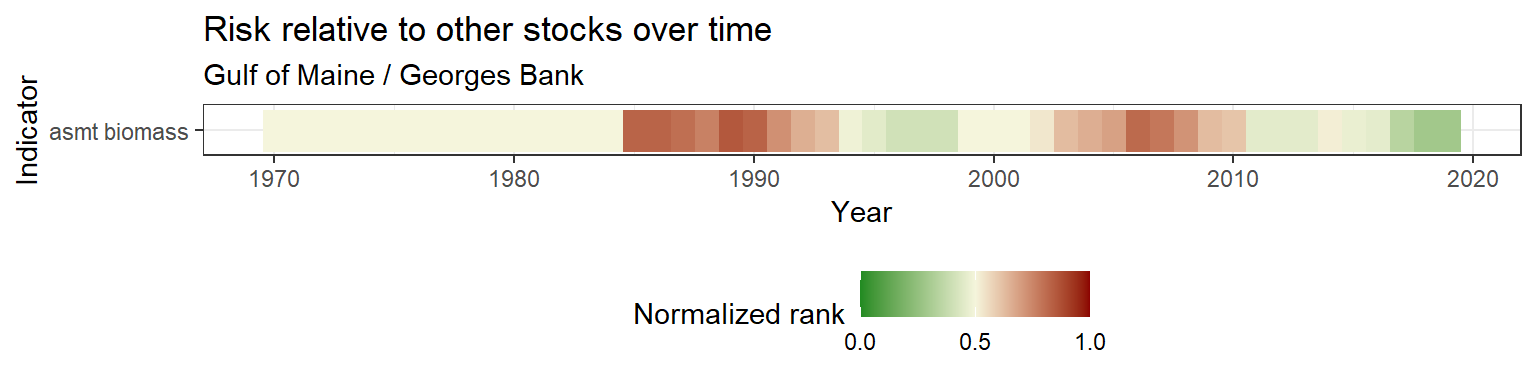 Risk relative to other stocks over time
Gulf of Maine / Georges Bank
Indicator
asmt biomass
1970 1980 1990 2000 2010 2020
Year
Normalized rank
0.0 0.5 1.0